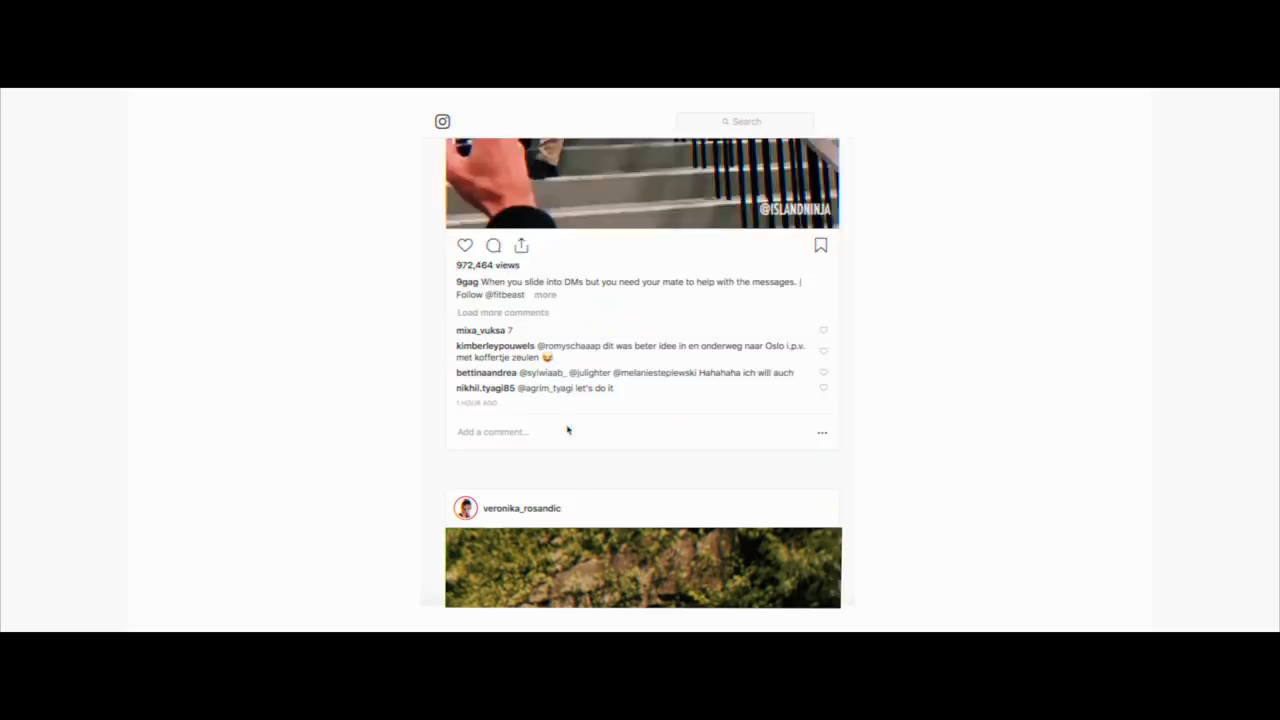 Search
@ISLANDNINJA
972,464 views
9gag When you slide into DMs but you need your mate to help with the messages. |
Follow @fitbeast more
Load more comments
mixa_vuksa 7
kimberleypouwels @romyschaaap dit was beter idee in en onderweg naar Oslo i.p.v.
met koffertje zeulen 😹
bettinaandrea @sylwiaab_ @julighter @melaniestepiewski Hahahaha ich will auch
nikhil.tyagi85 @agrim_tyagi let's do it
1 HOUR AGO
Add a comment...
veronika_rosandic